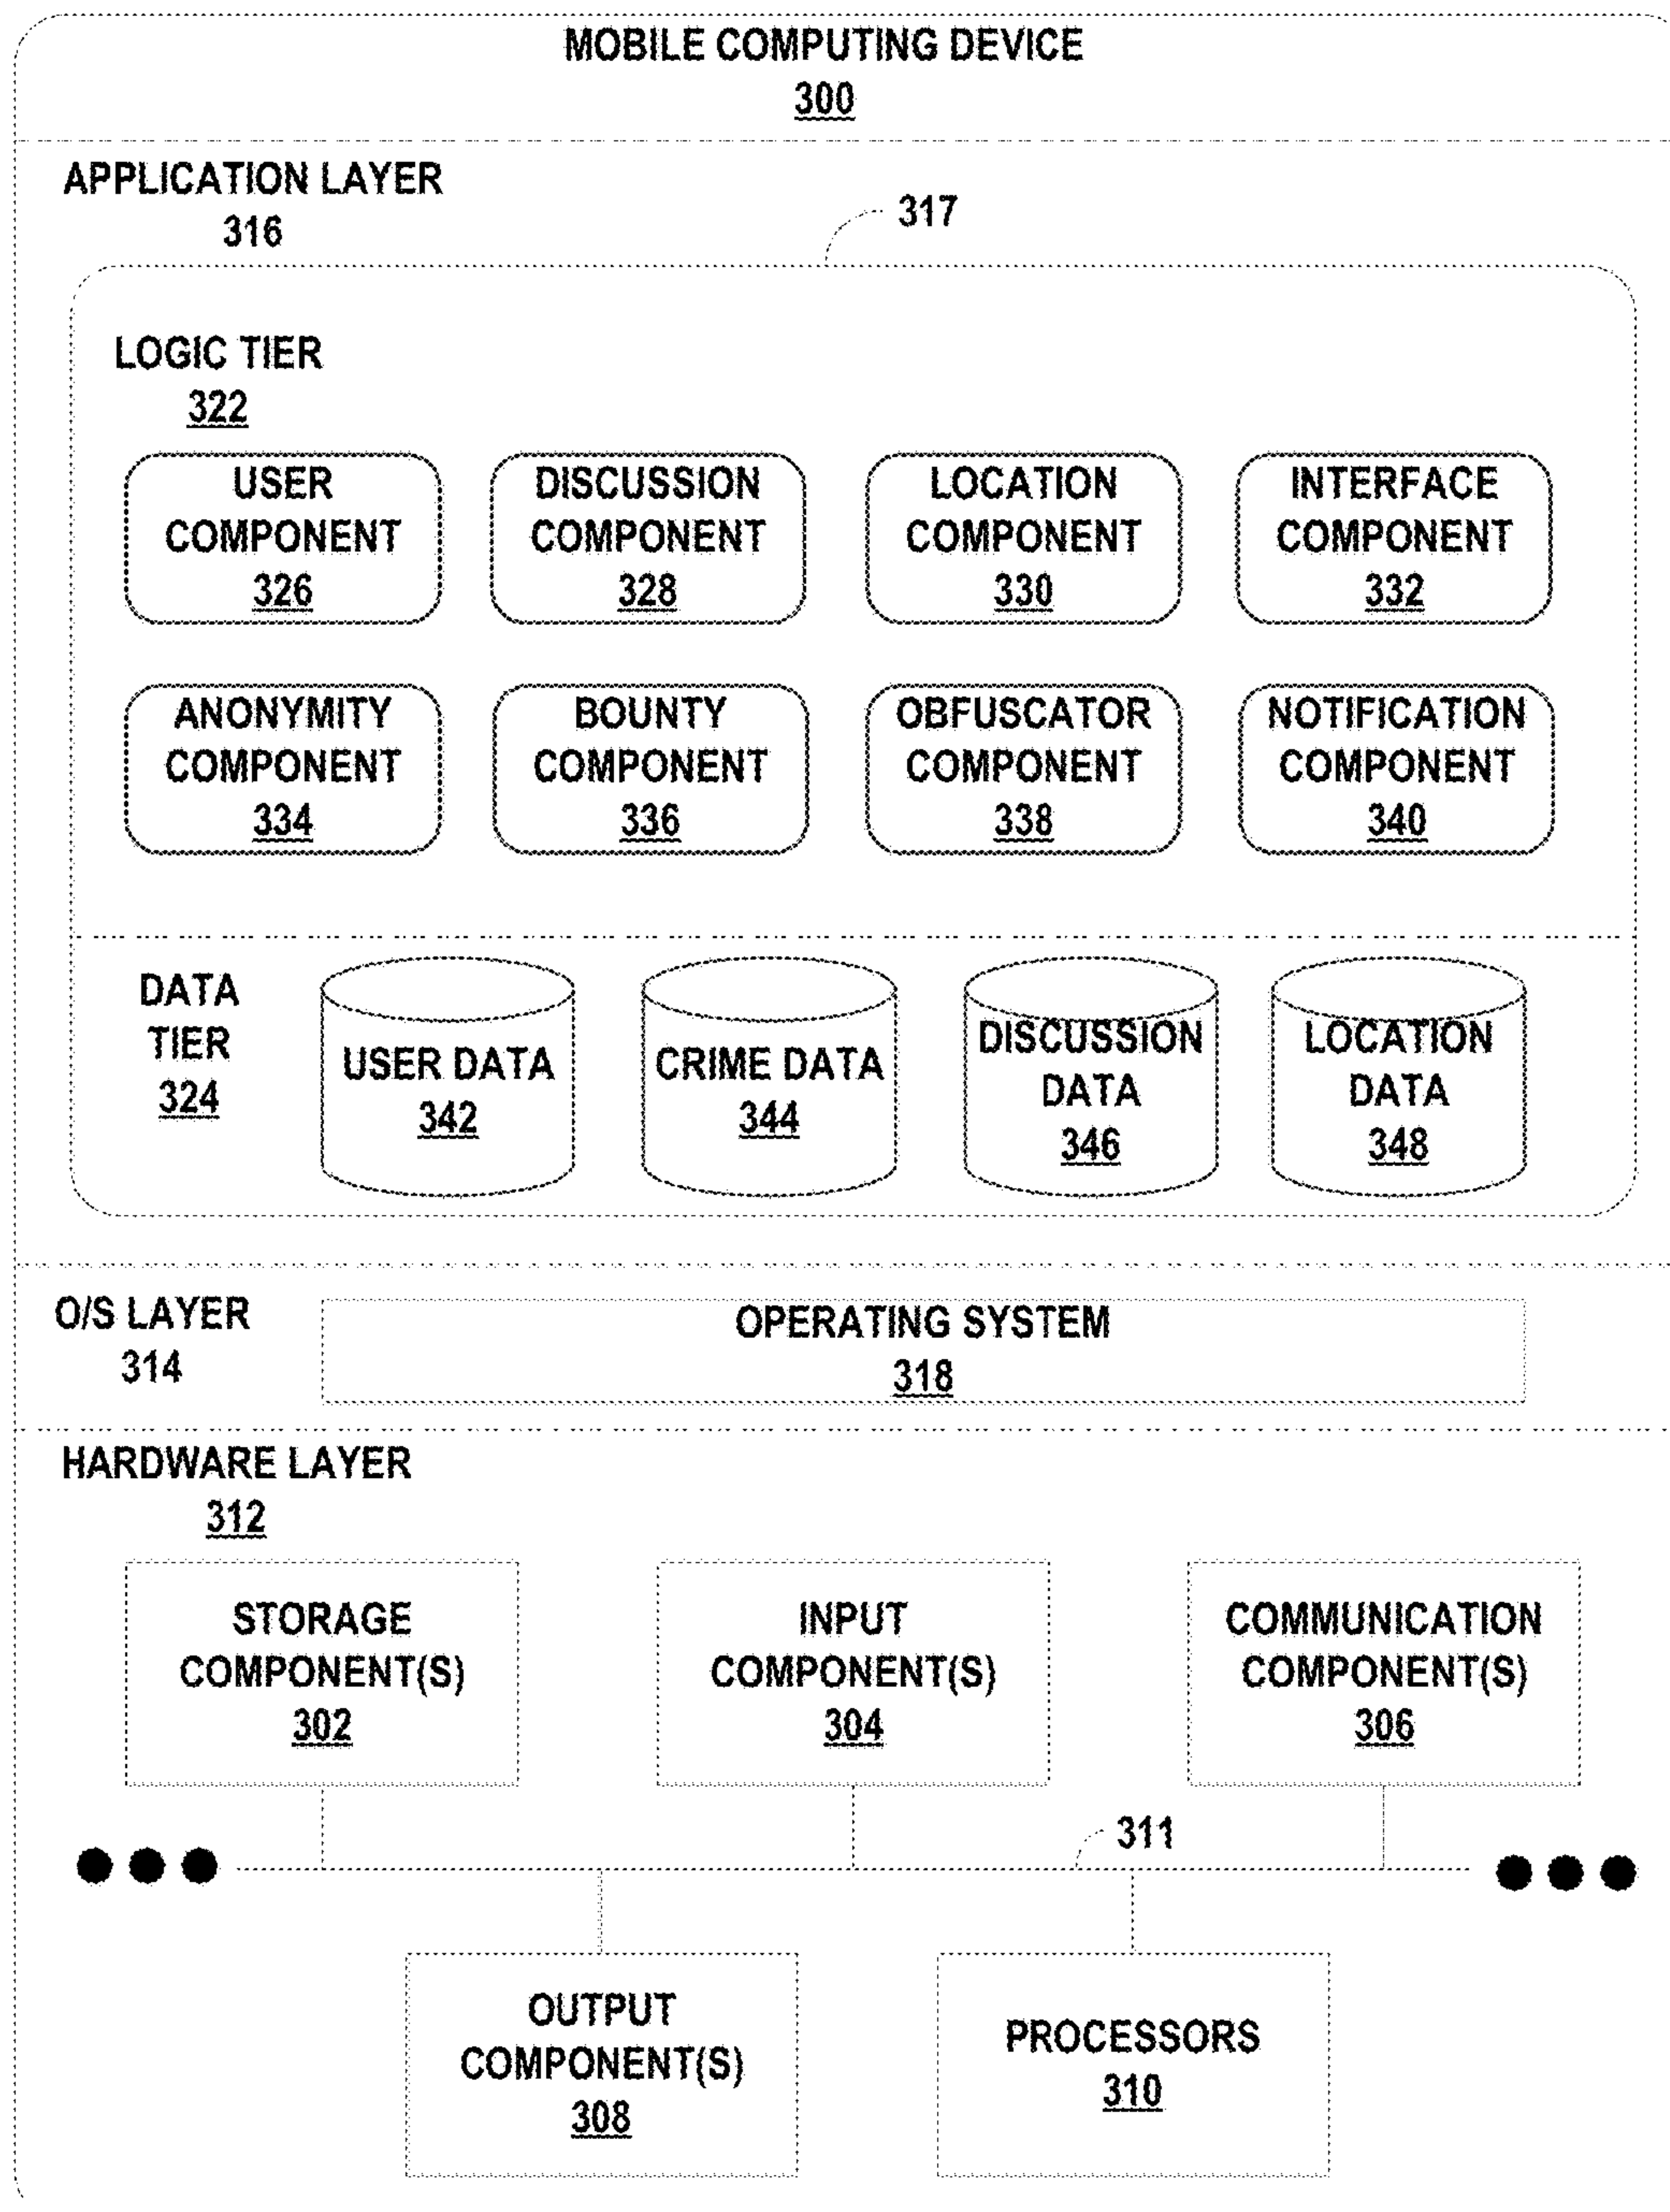 MOBILE COMPUTING DEVICE
300
APPLICATION LAYER
316
317
LOGIC TIER
322
USER
COMPONENT
326
DISCUSSION
COMPONENT
328
LOCATION
COMPONENT
330
INTERFACE
COMPONENT
332
ANONYMITY
COMPONENT
334
BOUNTY
COMPONENT
336
OBFUSCATOR
COMPONENT
338
NOTIFICATION
COMPONENT
340
DATA
TIER
324
USER DATA
342
CRIME DATA
344
DISCUSSION
DATA
346
LOCATION
DATA
348
O/S LAYER
314
OPERATING SYSTEM
318
HARDWARE LAYER
312
STORAGE
COMPONENT(S)
302
INPUT
COMPONENT(S)
304
COMMUNICATION
COMPONENT(S)
306
311
OUTPUT
COMPONENT(S)
308
PROCESSORS
310